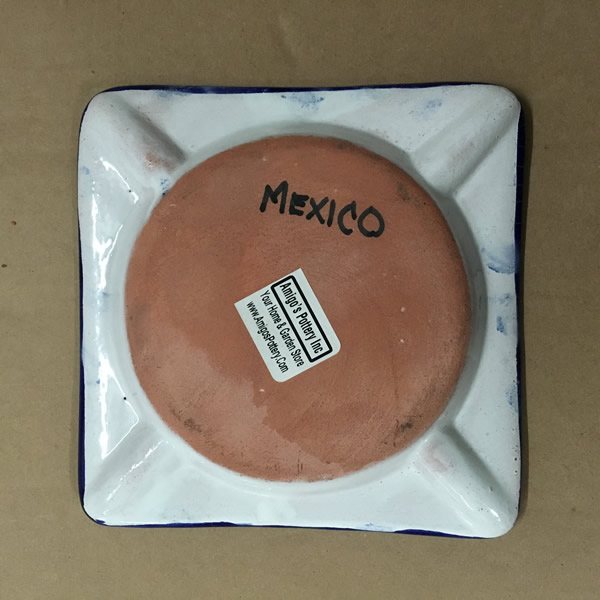 MEXICO
Amigo's Pottery Inc
Your Home & Garden Store
www.AmigosPottery.Com